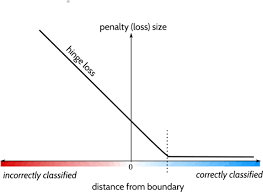 penalty (loss) size
hinge loss
0
incorrectly classified
correctly classified
distance from boundary